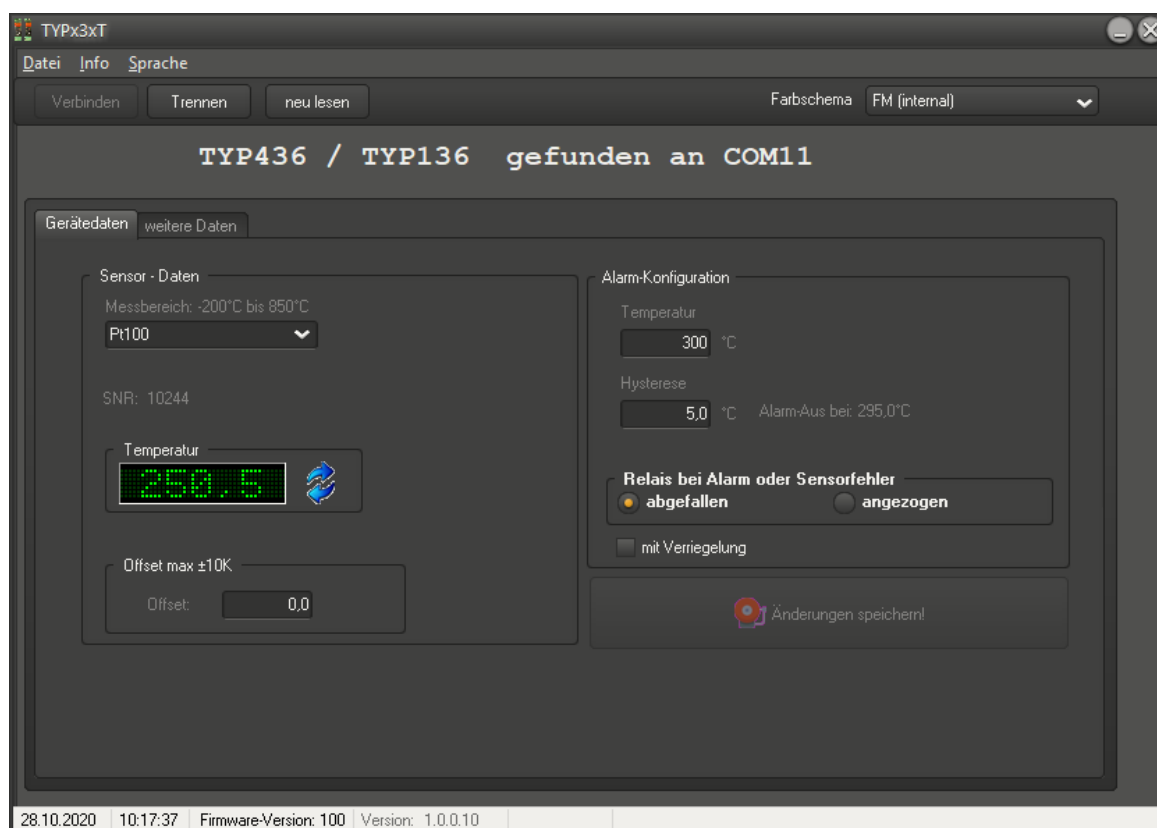 TYPx3xT
Datei Info Sprache
Verbinden Trennen neu lesen Farbschema FM (internal)
TYP436 / TYP136 gefunden an COM11
Gerätedaten weitere Daten
Sensor - Daten
Messbereich: -200°C bis 850°C
Pt100
SNR: 10244
Temperatur
250.5
Offset max ±10K
Offset: 0,0
Alarm-Konfiguration
Temperatur
300 °C
Hysterese
5,0 °C Alarm-Aus bei: 295,0°C
Relais bei Alarm oder Sensorfehler
abgefallen angezogen
mit Verriegelung
Änderungen speichern!
28.10.2020 10:17:37 Firmware-Version: 100 Version: 1.0.0.10